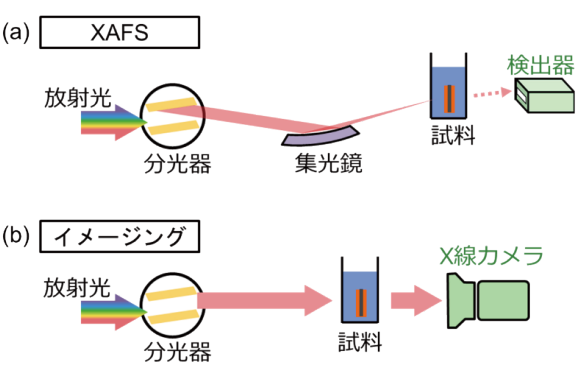 (a) XAFS
放射光
分光器
集光鏡
試料
検出器
(b) イメージング
放射光
分光器
試料
X線カメラ